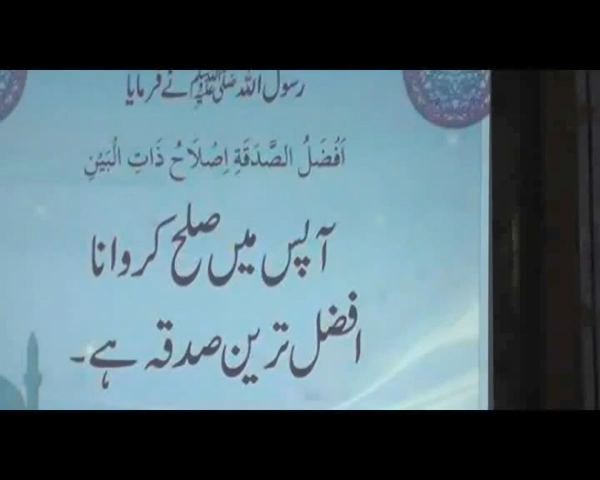 رسول اللہ ﷺ نے فرمایا
اَفْضَلُ الصَّدَقَةِ اِصْلَاحُ ذَاتِ الْبَيْنِ
آپس میں صلح کروانا
افضل ترین صدقہ ہے۔